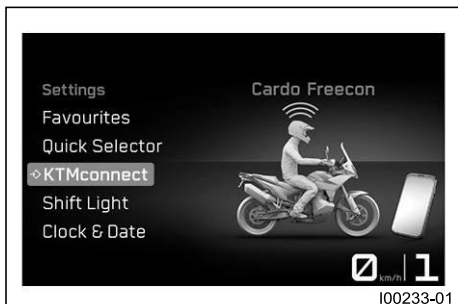 Settings
Cardo Freecon
Favourites
Quick Selector
KTMconnect
Shift Light
Clock & Date
0 km/h 1
I00233-01